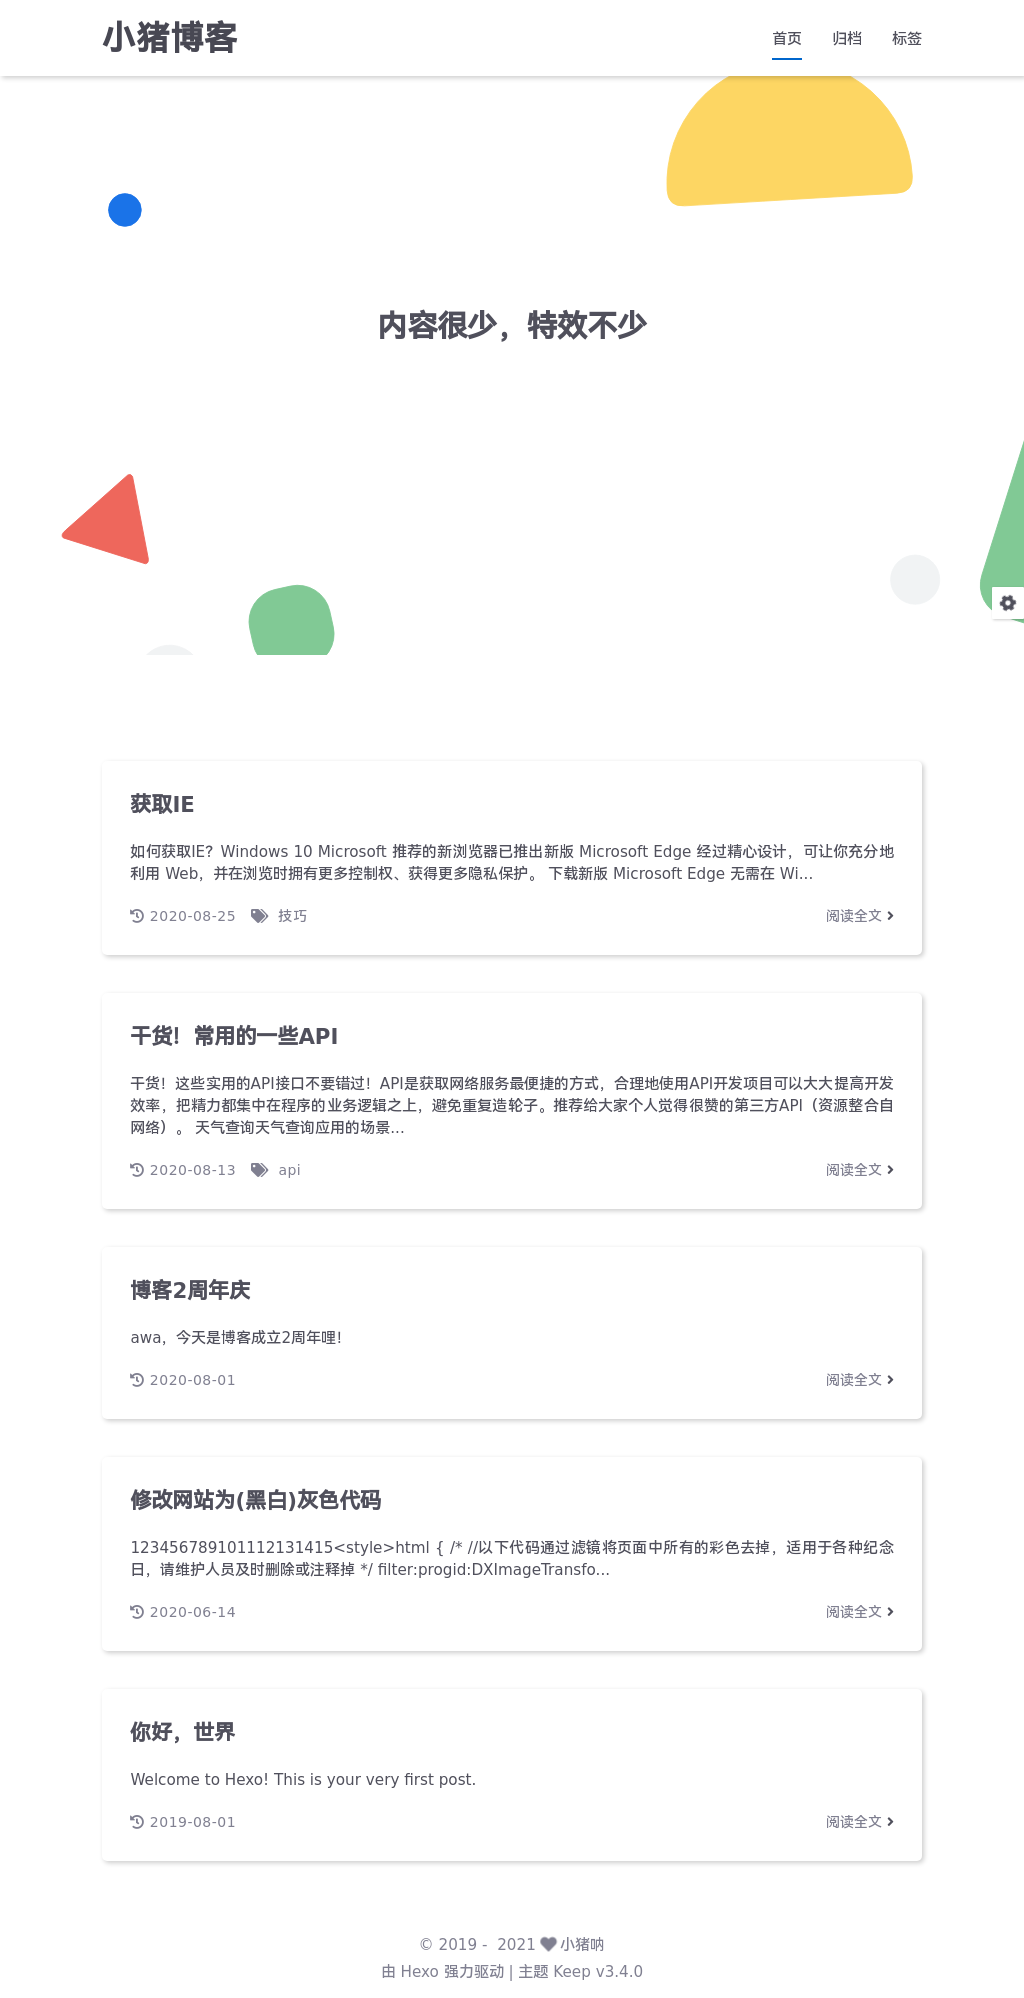 小猪博客
首页 归档 标签
内容很少，特效不少
获取IE
如何获取IE？Windows 10 Microsoft 推荐的新浏览器已推出新版 Microsoft Edge 经过精心设计，可让你充分地
利用 Web，并在浏览时拥有更多控制权、获得更多隐私保护。 下载新版 Microsoft Edge 无需在 Wi...
2020-08-25 技巧 阅读全文
干货！常用的一些API
干货！这些实用的API接口不要错过！API是获取网络服务最便捷的方式，合理地使用API开发项目可以大大提高开发
效率，把精力都集中在程序的业务逻辑之上，避免重复造轮子。推荐给大家个人觉得很赞的第三方API（资源整合自
网络）。 天气查询天气查询应用的场景...
2020-08-13 api 阅读全文
博客2周年庆
awa，今天是博客成立2周年哩！
2020-08-01 阅读全文
修改网站为(黑白)灰色代码
123456789101112131415<style>html { /* //以下代码通过滤镜将页面中所有的彩色去掉，适用于各种纪念
日，请维护人员及时删除或注释掉 */ filter:progid:DXImageTransfo...
2020-06-14 阅读全文
你好，世界
Welcome to Hexo! This is your very first post.
2019-08-01 阅读全文
© 2019 - 2021 小猪呐
由 Hexo 强力驱动 | 主题 Keep v3.4.0